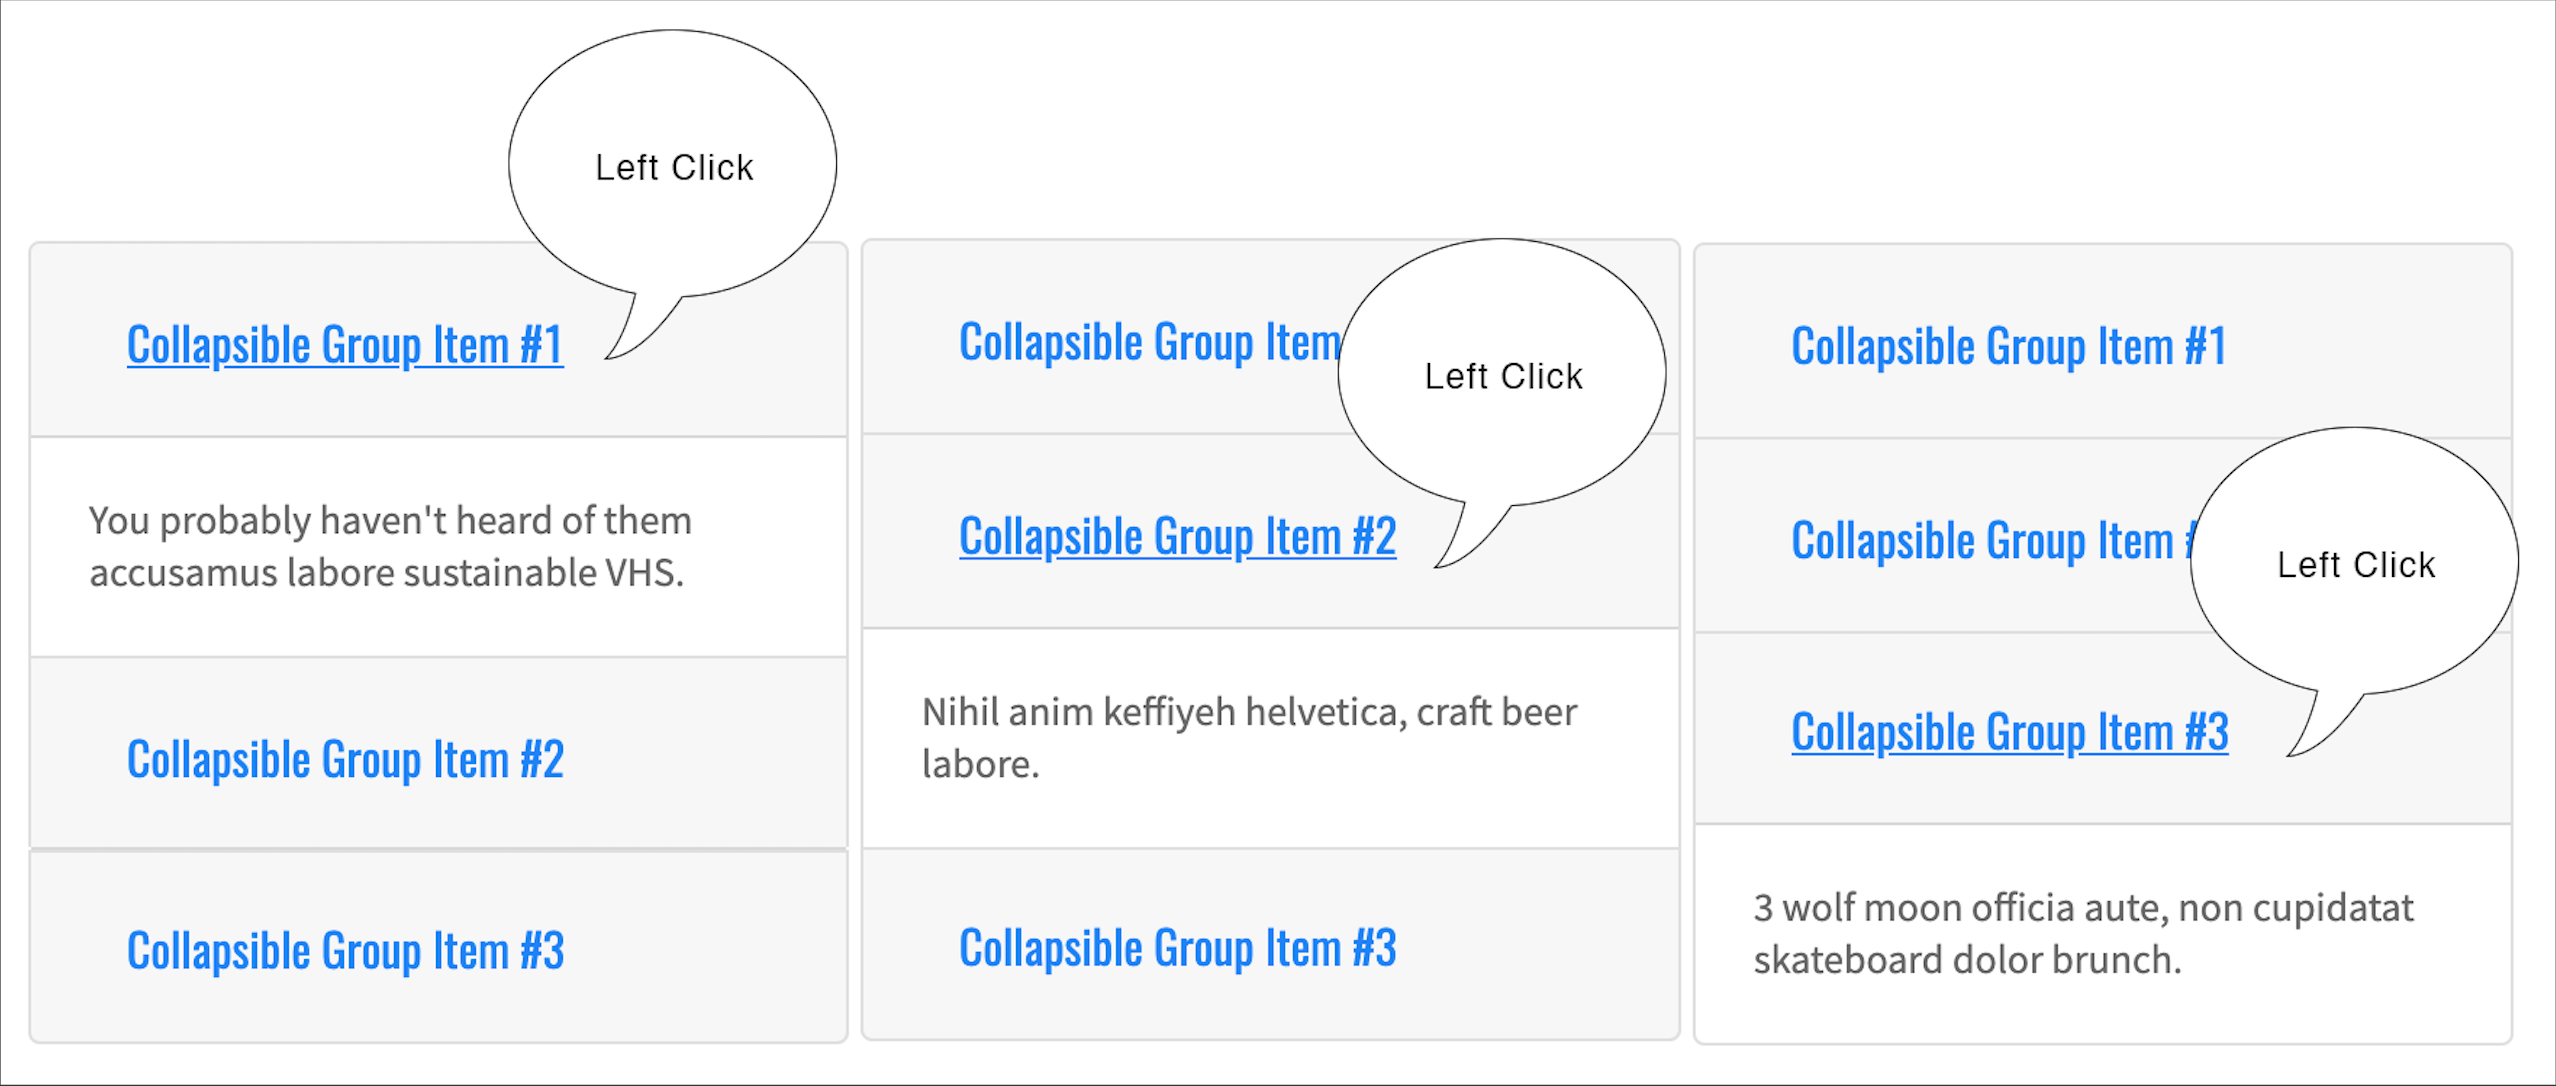 Left Click
Collapsible Group Item #1
You probably haven't heard of them
accusamus labore sustainable VHS.
Collapsible Group Item #2
Collapsible Group Item #3
Collapsible Group Item
Left Click
Collapsible Group Item #2
Nihil anim keffiyeh helvetica, craft beer
labore.
Collapsible Group Item #3
Collapsible Group Item #1
Collapsible Group Item
Left Click
Collapsible Group Item #3
3 wolf moon officia aute, non cupidatat
skateboard dolor brunch.